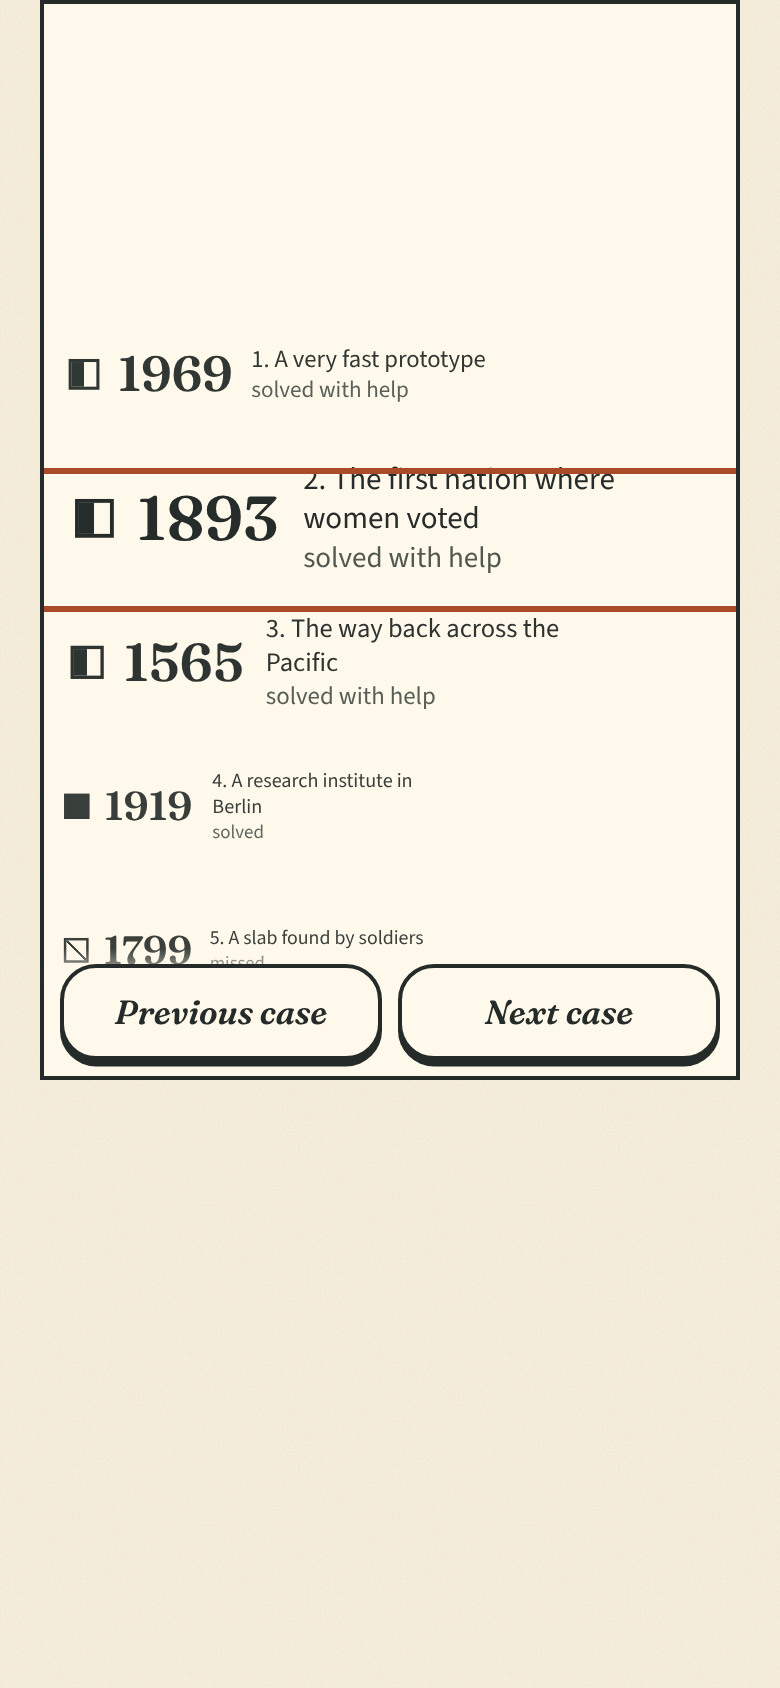 1969
1. A very fast prototype
solved with help
1893
2. The first nation where
women voted
solved with help
1565
3. The way back across the
Pacific
solved with help
1919
4. A research institute in
Berlin
solved
1799
5. A slab found by soldiers
missed
Previous case
Next case